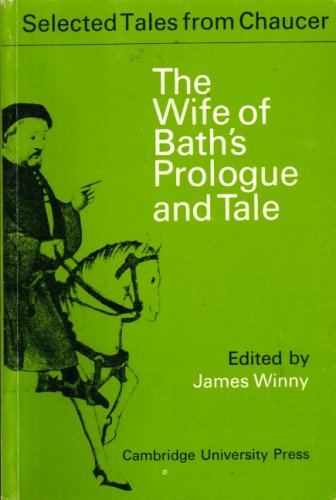 Selected Tales from Chaucer
The
Wife of
Bath's
Prologue
and Tale
Edited by
James Winny
Cambridge University Press